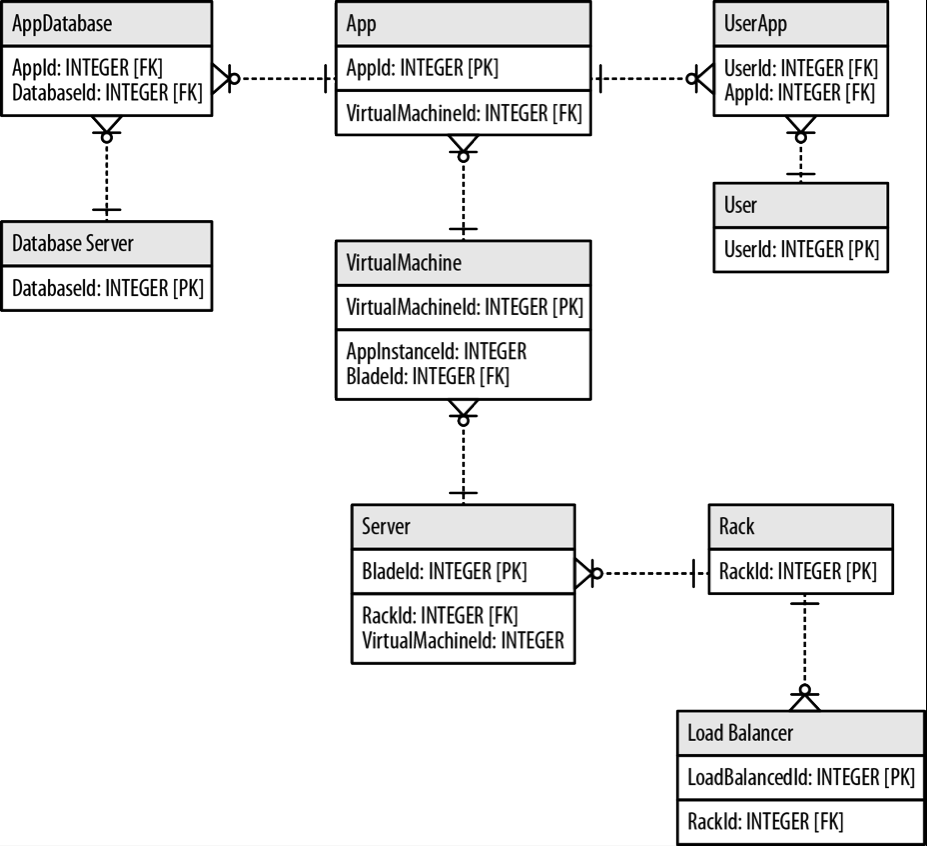 AppDatabase
AppId: INTEGER [FK]
DatabaseId: INTEGER [FK]
App
AppId: INTEGER [PK]
VirtualMachineId: INTEGER [FK]
UserApp
UserId: INTEGER [FK]
AppId: INTEGER [FK]
User
UserId: INTEGER [PK]
Database Server
DatabaseId: INTEGER [PK]
VirtualMachine
VirtualMachineId: INTEGER [PK]
AppInstanceId: INTEGER
BladeId: INTEGER [FK]
Server
BladeId: INTEGER [PK]
RackId: INTEGER [FK]
VirtualMachineId: INTEGER
Rack
RackId: INTEGER [PK]
Load Balancer
LoadBalancedId: INTEGER [PK]
RackId: INTEGER [FK]